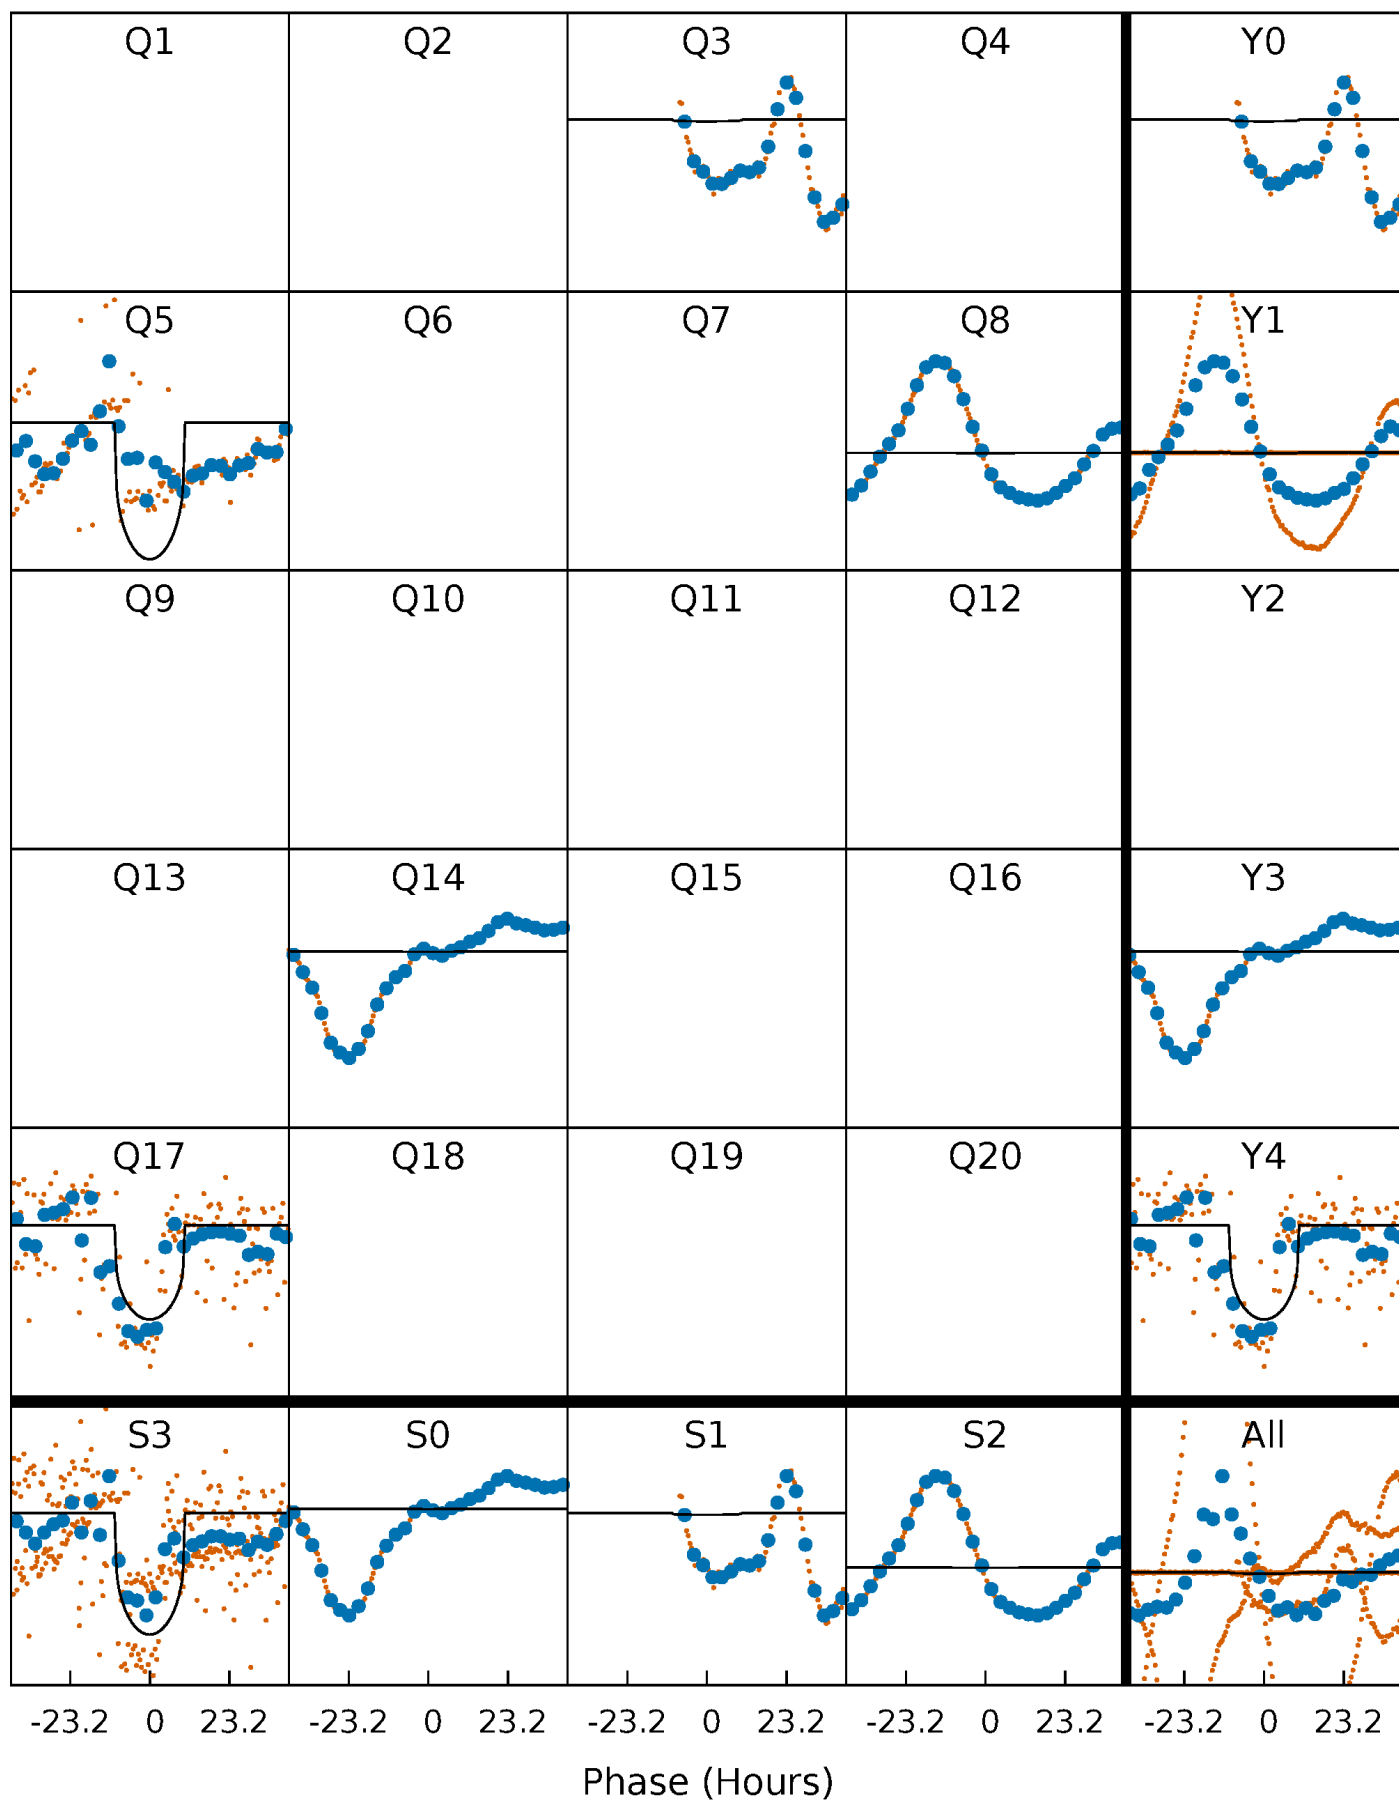 Q1 Q2 Q3 Q4 Y0
Q5 Q6 Q7 Q8 Y1
Q9 Q10 Q11 Q12 Y2
Q13 Q14 Q15 Q16 Y3
Q17 Q18 Q19 Q20 Y4
S3 S0 S1 S2 All
-23.2 0 23.2 -23.2 0 23.2 -23.2 0 23.2 -23.2 0 23.2 -23.2 0 23.2
Phase (Hours)